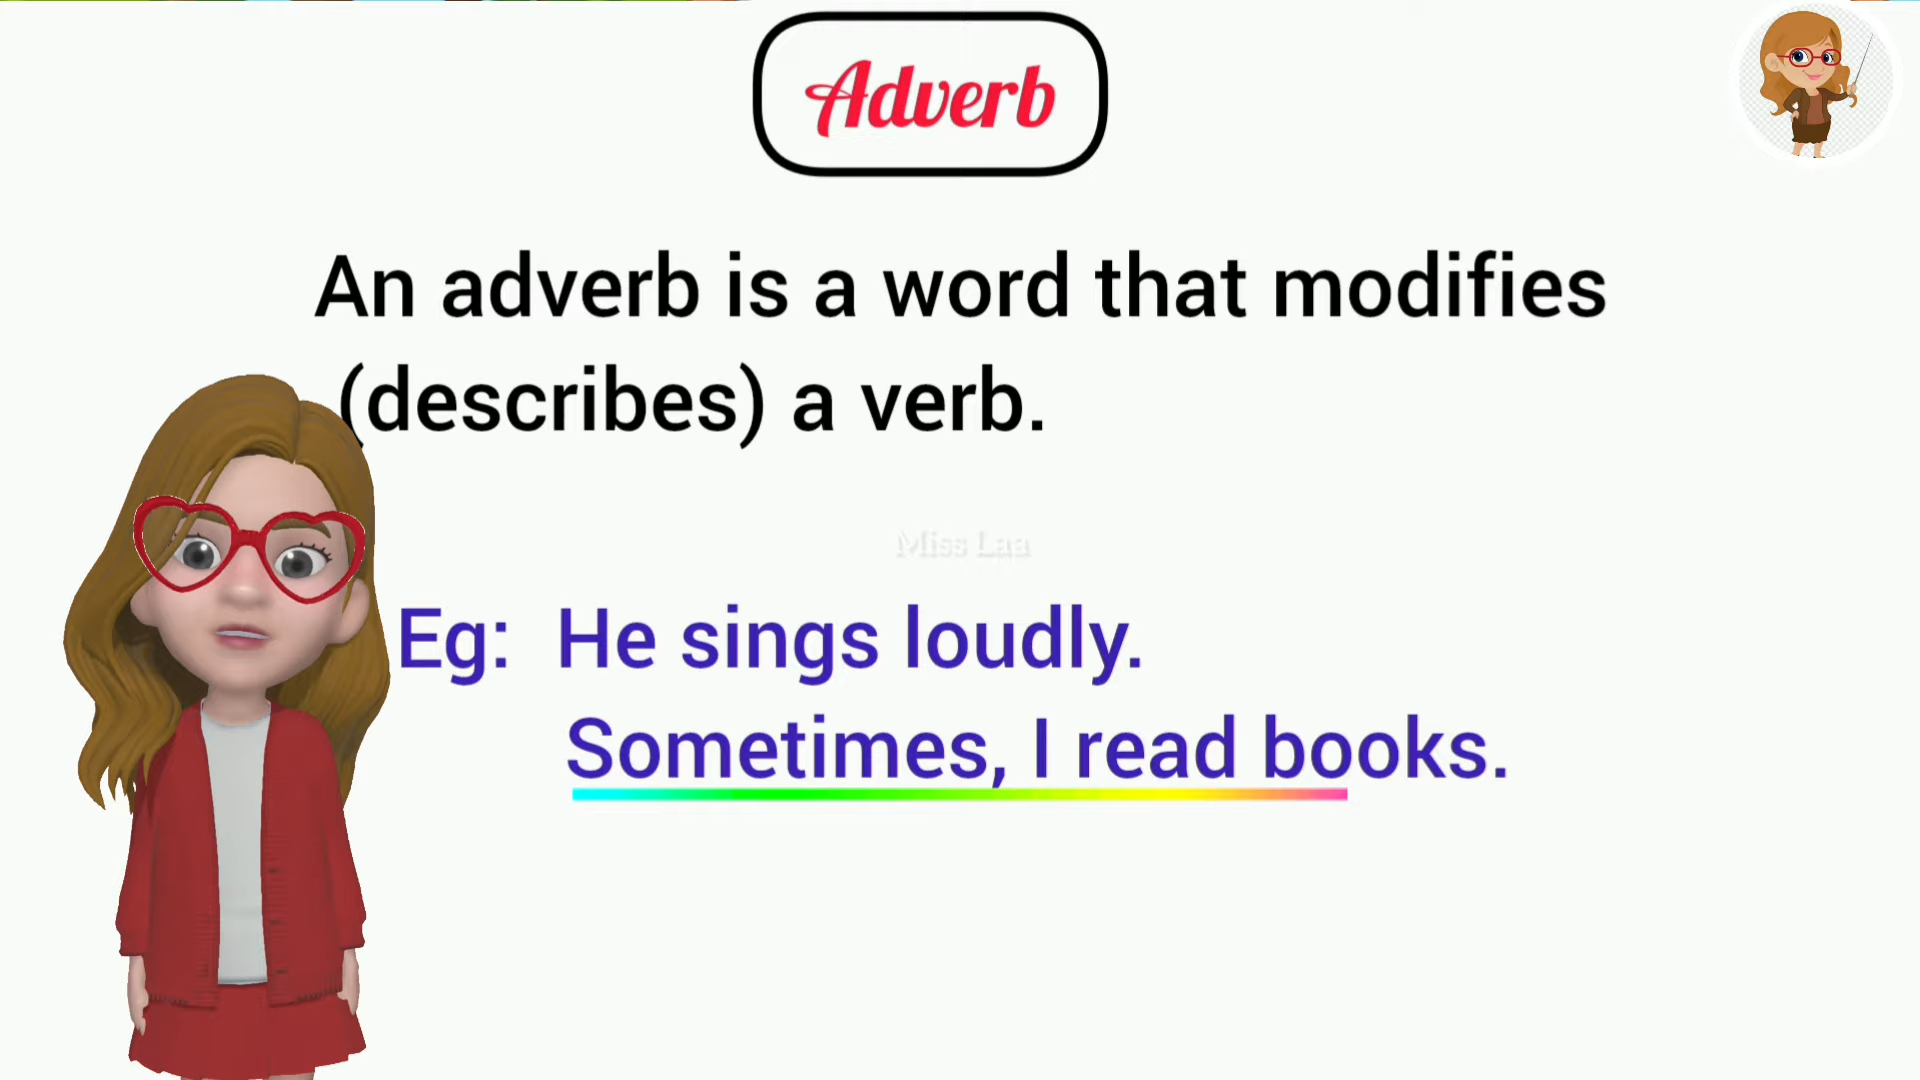 Adverb
An adverb is a word that modifies
(describes) a verb.
Miss Laa
Eg: He sings loudly.
Sometimes, I read books.